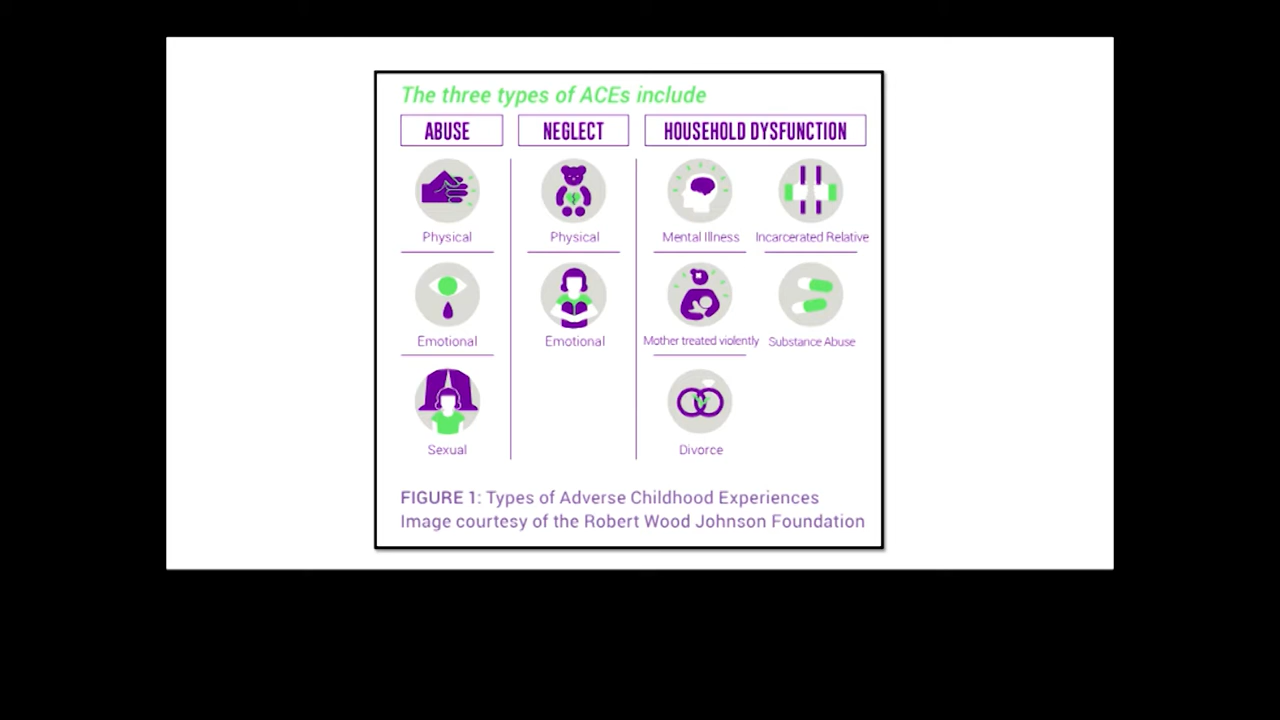 The three types of ACEs include
ABUSE
NEGLECT
HOUSEHOLD DYSFUNCTION
Physical
Physical
Mental Illness
Incarcerated Relative
Emotional
Emotional
Mother treated violently
Substance Abuse
Sexual
Divorce
FIGURE 1: Types of Adverse Childhood Experiences
Image courtesy of the Robert Wood Johnson Foundation